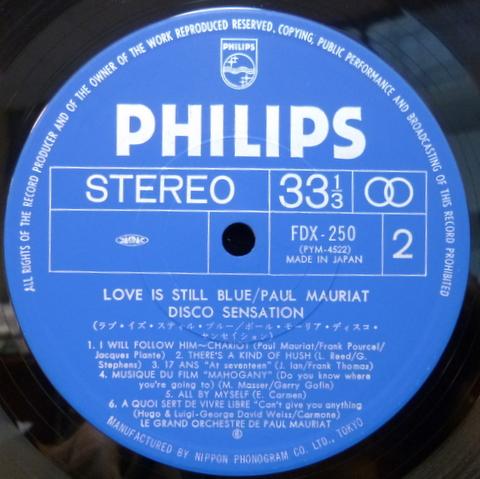 ALL RIGHTS OF THE RECORD PRODUCER AND OF THE OWNER OF THE WORK REPRODUCED RESERVED. COPYING, PUBLIC PERFORMANCE AND BROADCASTING OF THIS RECORD PROHIBITED
PHILIPS
PHILIPS
STEREO
33 1/3
FDX-250
(PYM-4522)
MADE IN JAPAN
2
LOVE IS STILL BLUE/PAUL MAURIAT
DISCO SENSATION
(ラブ・イズ・スティル・ブルー/ポール・モーリア・ディスコ・
センセイション)
1. I WILL FOLLOW HIM~CHARIOT (Paul Mauriat/Frank Pourcel/
Jacques Plante) 2. THERE'S A KIND OF HUSH (L. Reed/G.
Stephens) 3. 17 ANS "At seventeen" (J. Ian/Frank Thomas)
4. MUSIQUE DU FILM "MAHOGANY" (Do you know where
you're going to) (M. Masser/Gerry Gofin)
5. ALL BY MYSELF (E. Carmen)
6. A QUOI SERT DE VIVRE LIBRE "Can't give you anything
(Hugo & Luigi-George David Weiss/Carmone)
LE GRAND ORCHESTRE DE PAUL MAURIAT
Ⓟ
MANUFACTURED BY NIPPON PHONOGRAM CO. LTD., TOKYO